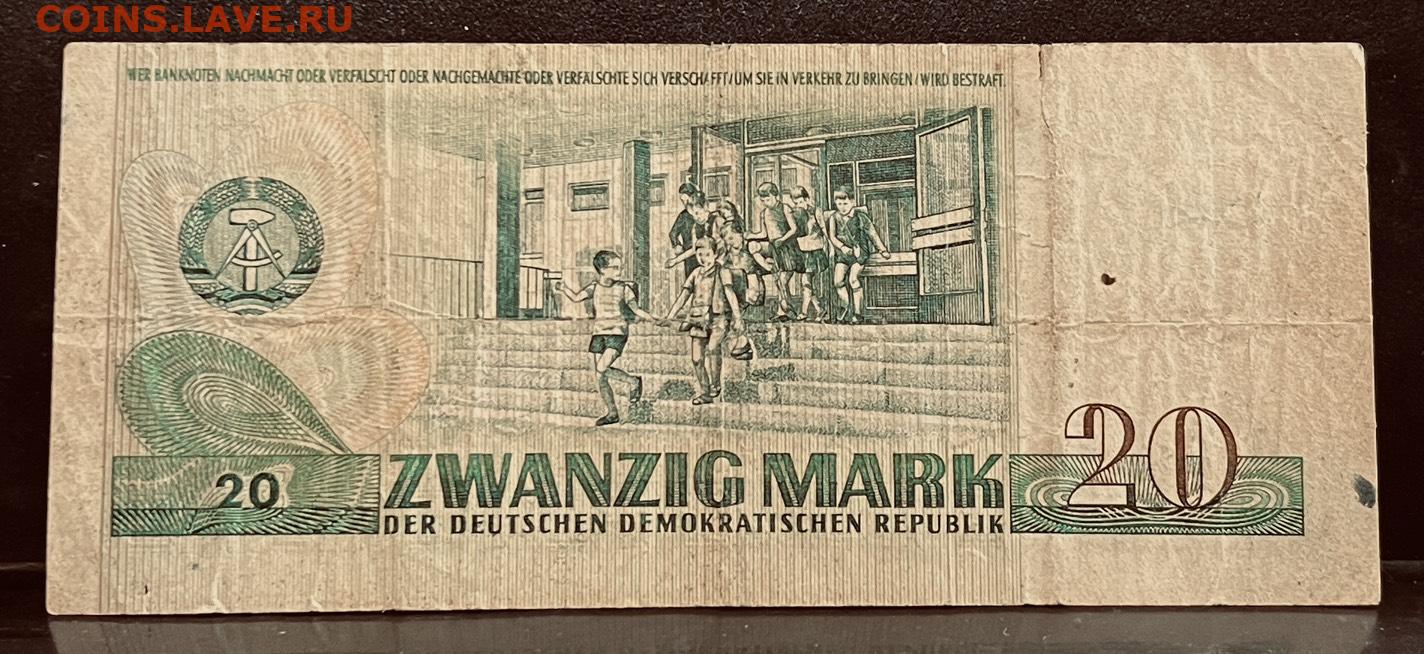 COINS.LAVE.RU
WER BANKNOTEN NACHMACHT ODER VERFÄLSCHT ODER NACHGEMACHTE ODER VERFÄLSCHTE SICH VERSCHAFFT / UM SIE IN VERKEHR ZU BRINGEN / WIRD BESTRAFT.
20
ZWANZIG MARK
20
DER DEUTSCHEN DEMOKRATISCHEN REPUBLIK